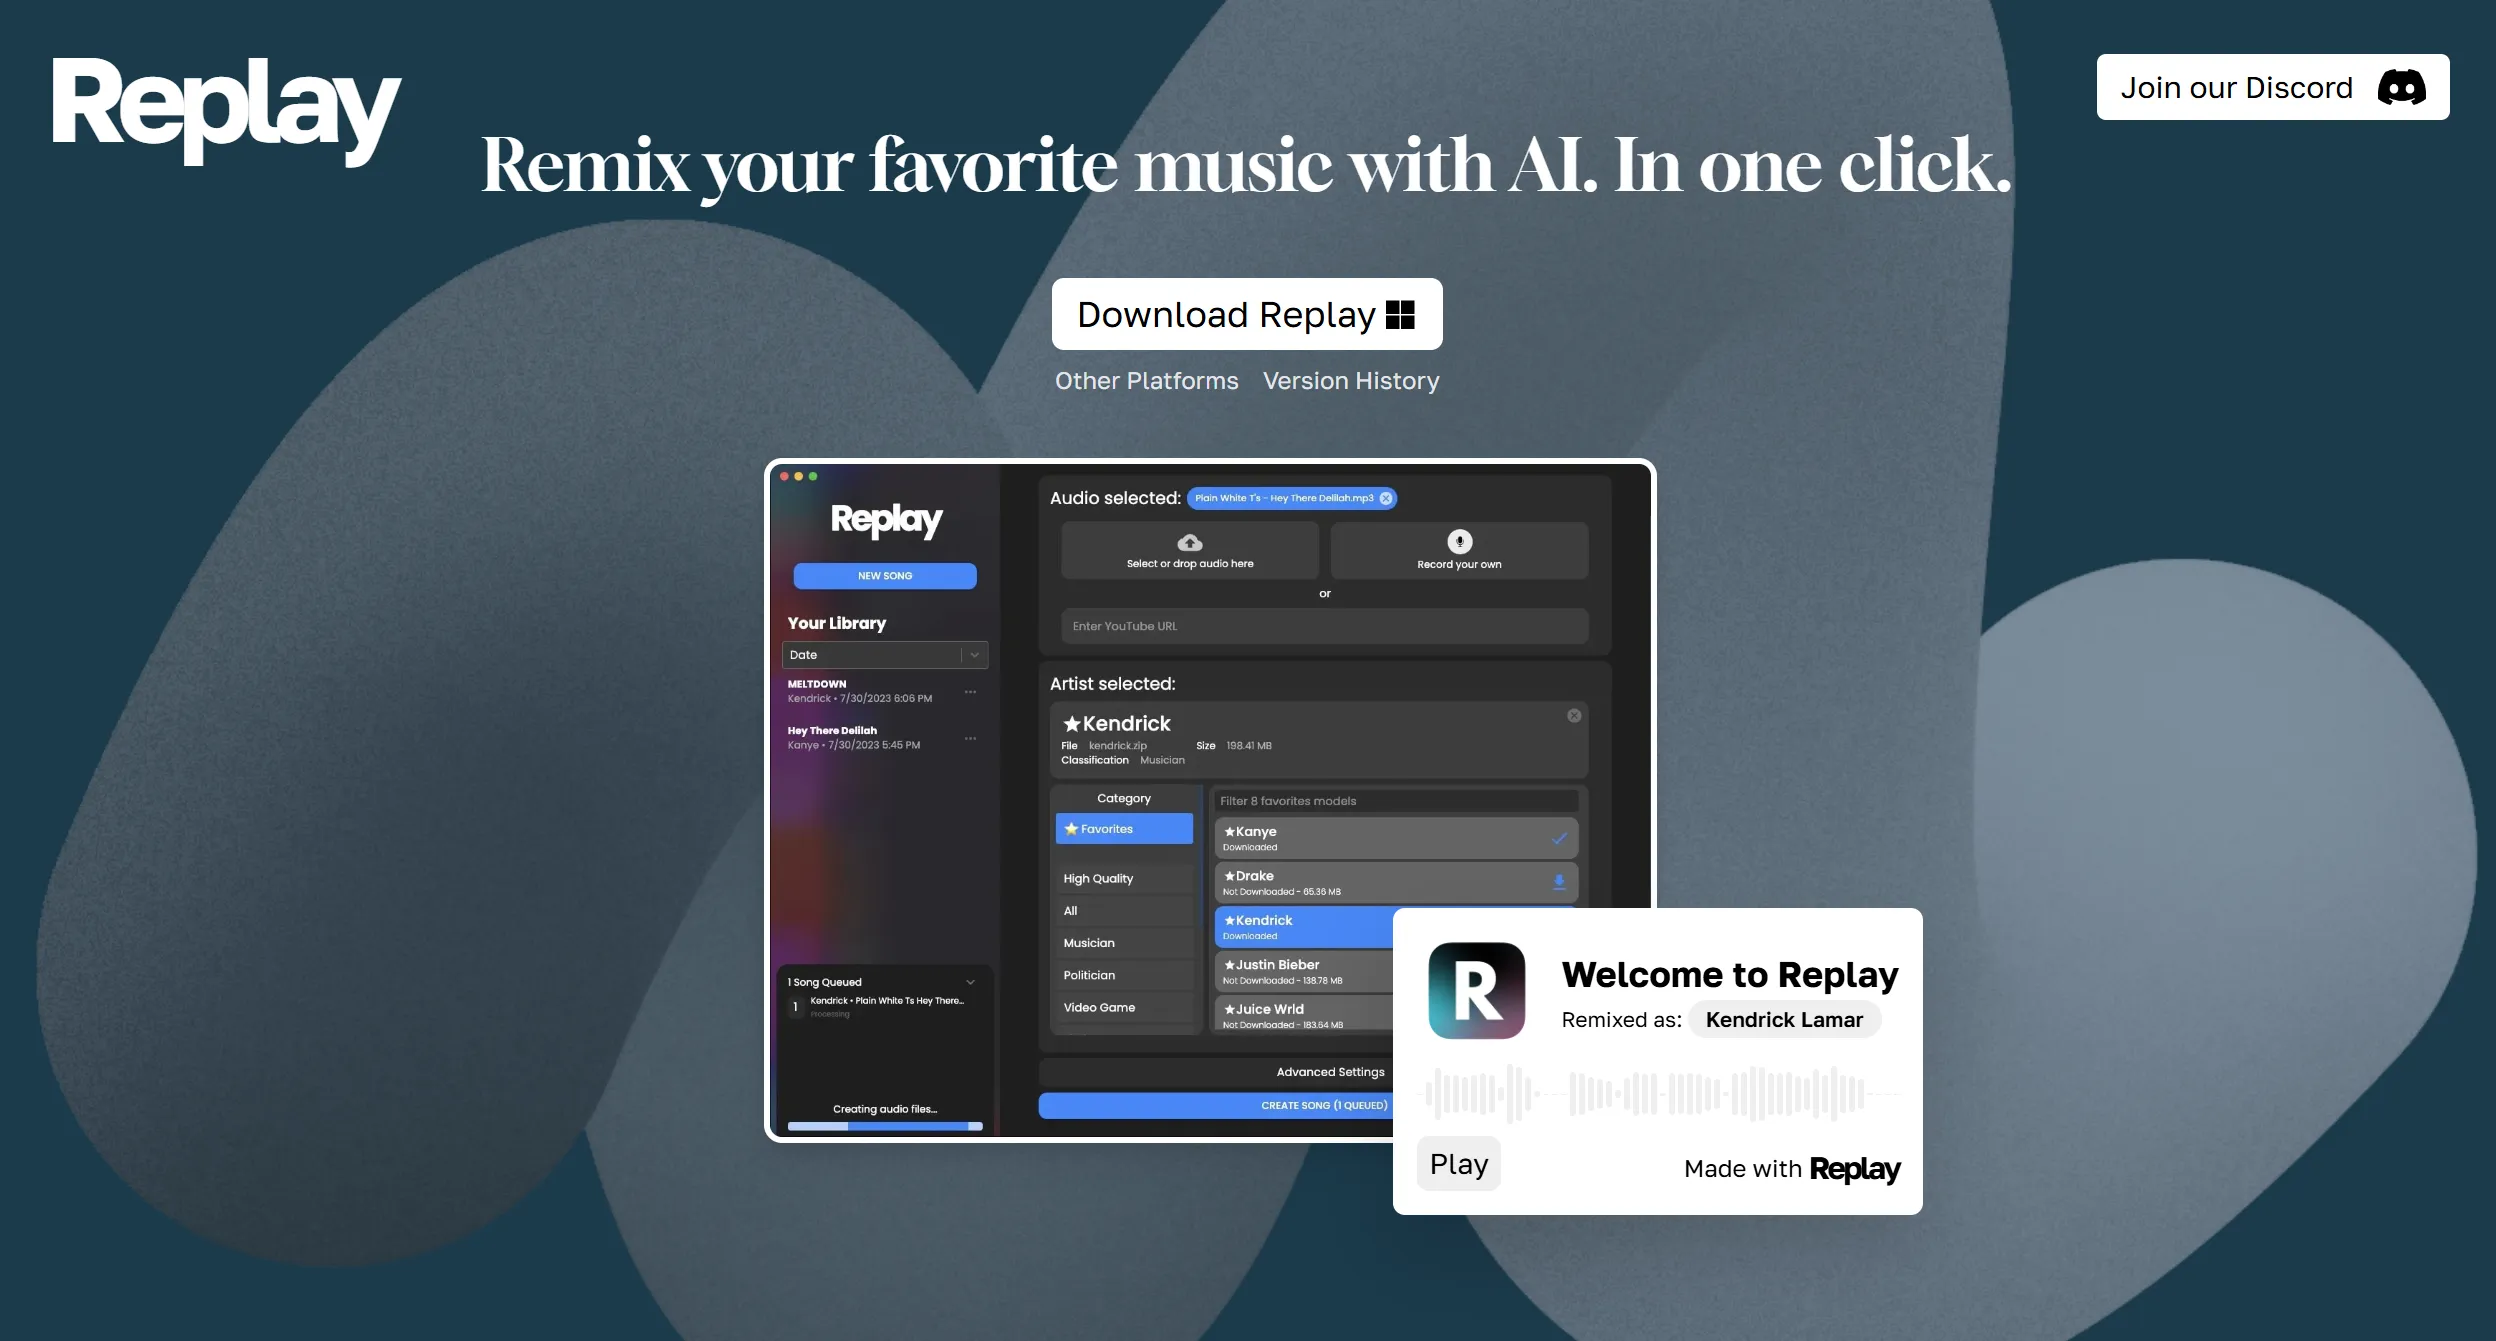 Replay
Join our Discord
Remix your favorite music with AI. In one click.
Download Replay
Other Platforms Version History
Replay
NEW SONG
Your Library
Date
MELTDOWN
Kendrick • 7/30/2023 6:06 PM
Hey There Delilah
Kanye • 7/30/2023 5:45 PM
1 Song Queued
1 Kendrick • Plain White Ts Hey There...
Processing
Creating audio files...
Audio selected: Plain White T's - Hey There Delilah.mp3
Select or drop audio here
Record your own
or
Enter YouTube URL
Artist selected:
★Kendrick
File kendrick.zip Size 198.41 MB
Classification Musician
Category
Favorites
High Quality
All
Musician
Politician
Video Game
Filter 8 favorites models
★Kanye
Downloaded
★Drake
Not Downloaded - 65.36 MB
★Kendrick
Downloaded
★Justin Bieber
Not Downloaded - 138.78 MB
★Juice Wrld
Not Downloaded - 183.64 MB
Advanced Settings
CREATE SONG (1 QUEUED)
R
Welcome to Replay
Remixed as: Kendrick Lamar
Play
Made with Replay